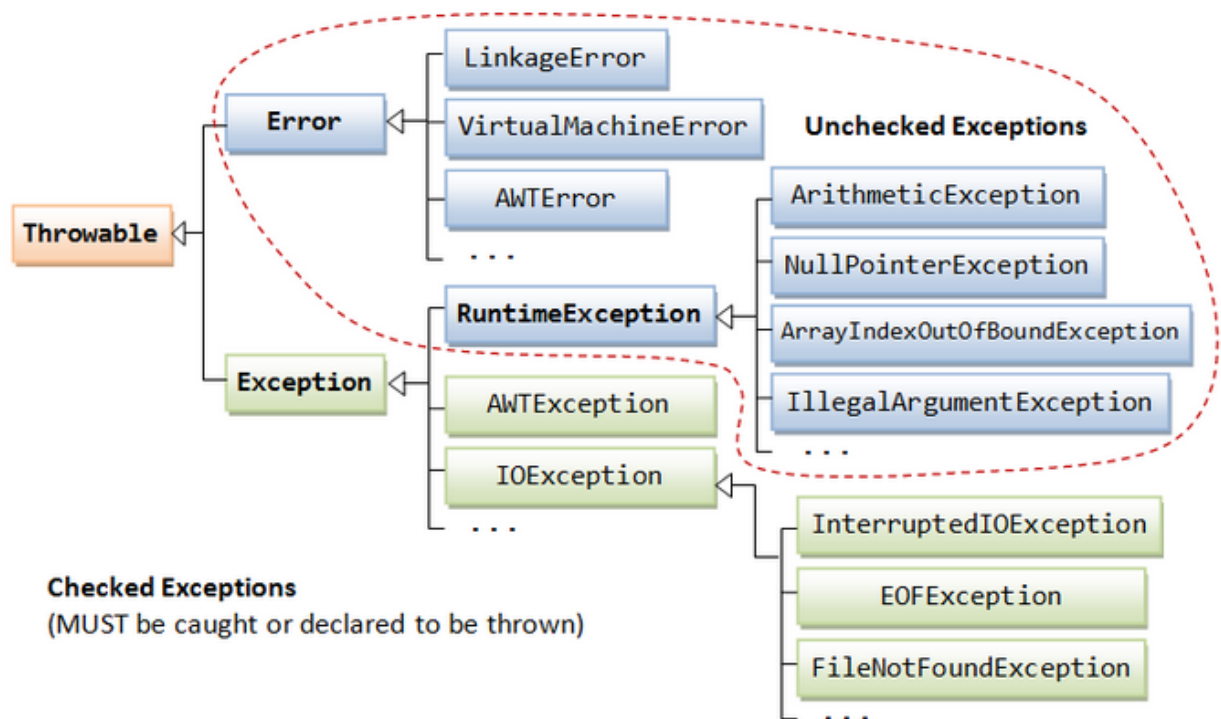 LinkageError
Error
VirtualMachineError
Unchecked Exceptions
AWTError
ArithmeticException
Throwable
...
NullPointerException
RuntimeException
ArrayIndexOutOfBoundException
Exception
AWTException
IllegalArgumentException
...
IOException
...
InterruptedIOException
Checked Exceptions
(MUST be caught or declared to be thrown)
EOFException
FileNotFoundException
...